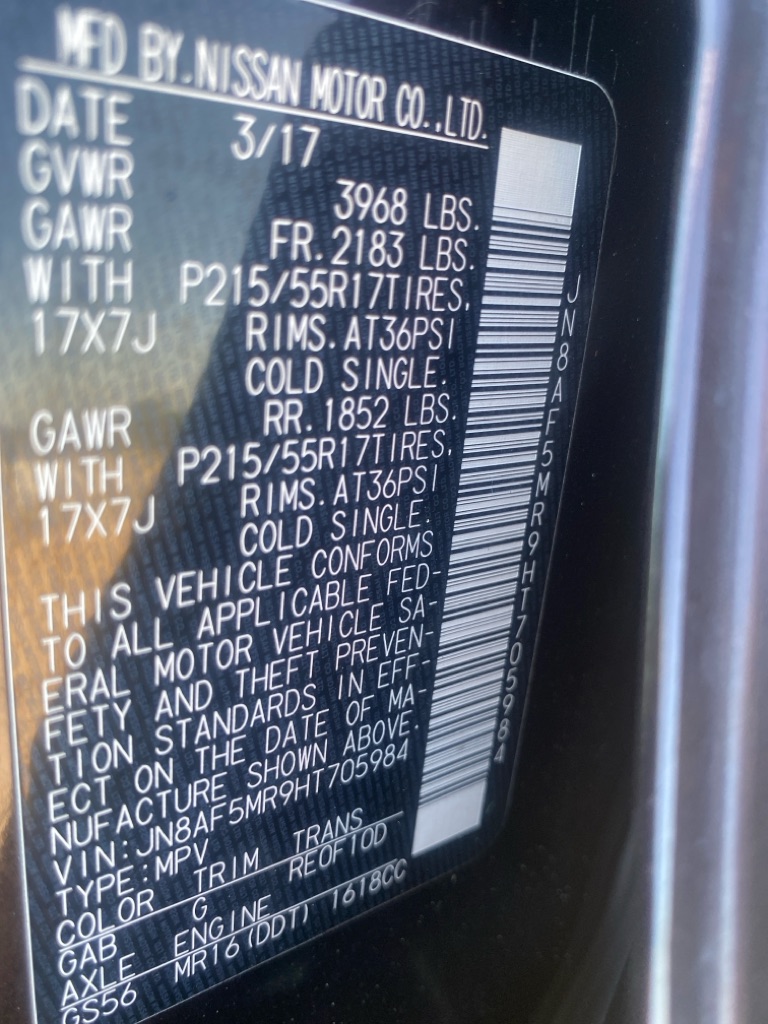 MFD BY.NISSAN MOTOR CO.,LTD.
DATE 3/17
GVWR 3968 LBS.
GAWR FR.2183 LBS.
WITH P215/55R17TIRES,
17X7J RIMS.AT36PSI
COLD SINGLE.
GAWR RR.1852 LBS.
WITH P215/55R17TIRES,
17X7J RIMS.AT36PSI
COLD SINGLE.
THIS VEHICLE CONFORMS
TO ALL APPLICABLE FED-
ERAL MOTOR VEHICLE SA-
FETY AND THEFT PREVEN-
TION STANDARDS IN EFF-
ECT ON THE DATE OF MA-
NUFACTURE SHOWN ABOVE.
VIN:JN8AF5MR9HT705984
TYPE:MPV
COLOR TRIM TRANS
GAB G RE0F10D
AXLE ENGINE
GS56 MR16(DDT) 1618CC
JN8AF5MR9HT705984